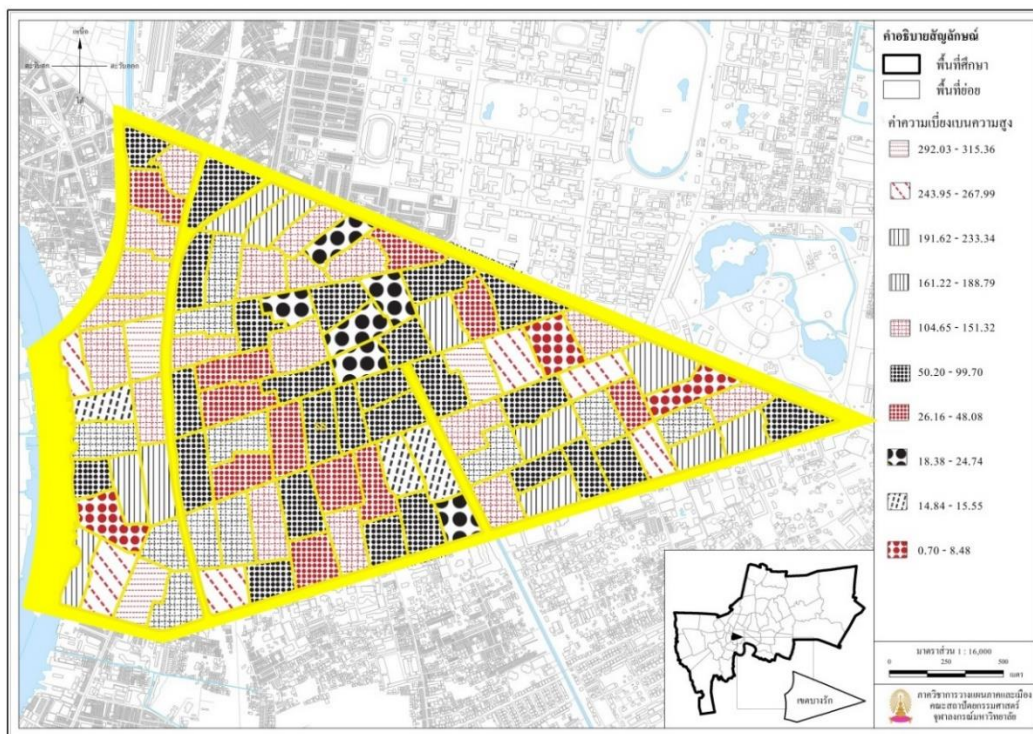 เหนือ
ใต้
คำอธิบายสัญลักษณ์
พื้นที่ศึกษา
พื้นที่ย่อย
ค่าความเบี่ยงเบนความสูง
292.03 - 315.36
243.95 - 267.99
191.62 - 233.34
161.22 - 188.79
104.65 - 151.32
50.20 - 99.70
26.16 - 48.08
18.38 - 24.74
14.84 - 15.55
0.70 - 8.48
เขตบางรัก
มาตราส่วน 1 : 16,000
0 250 500
เมตร
ภาควิชาการวางแผนภาคและเมือง
คณะสถาปัตยกรรมศาสตร์
จุฬาลงกรณ์มหาวิทยาลัย